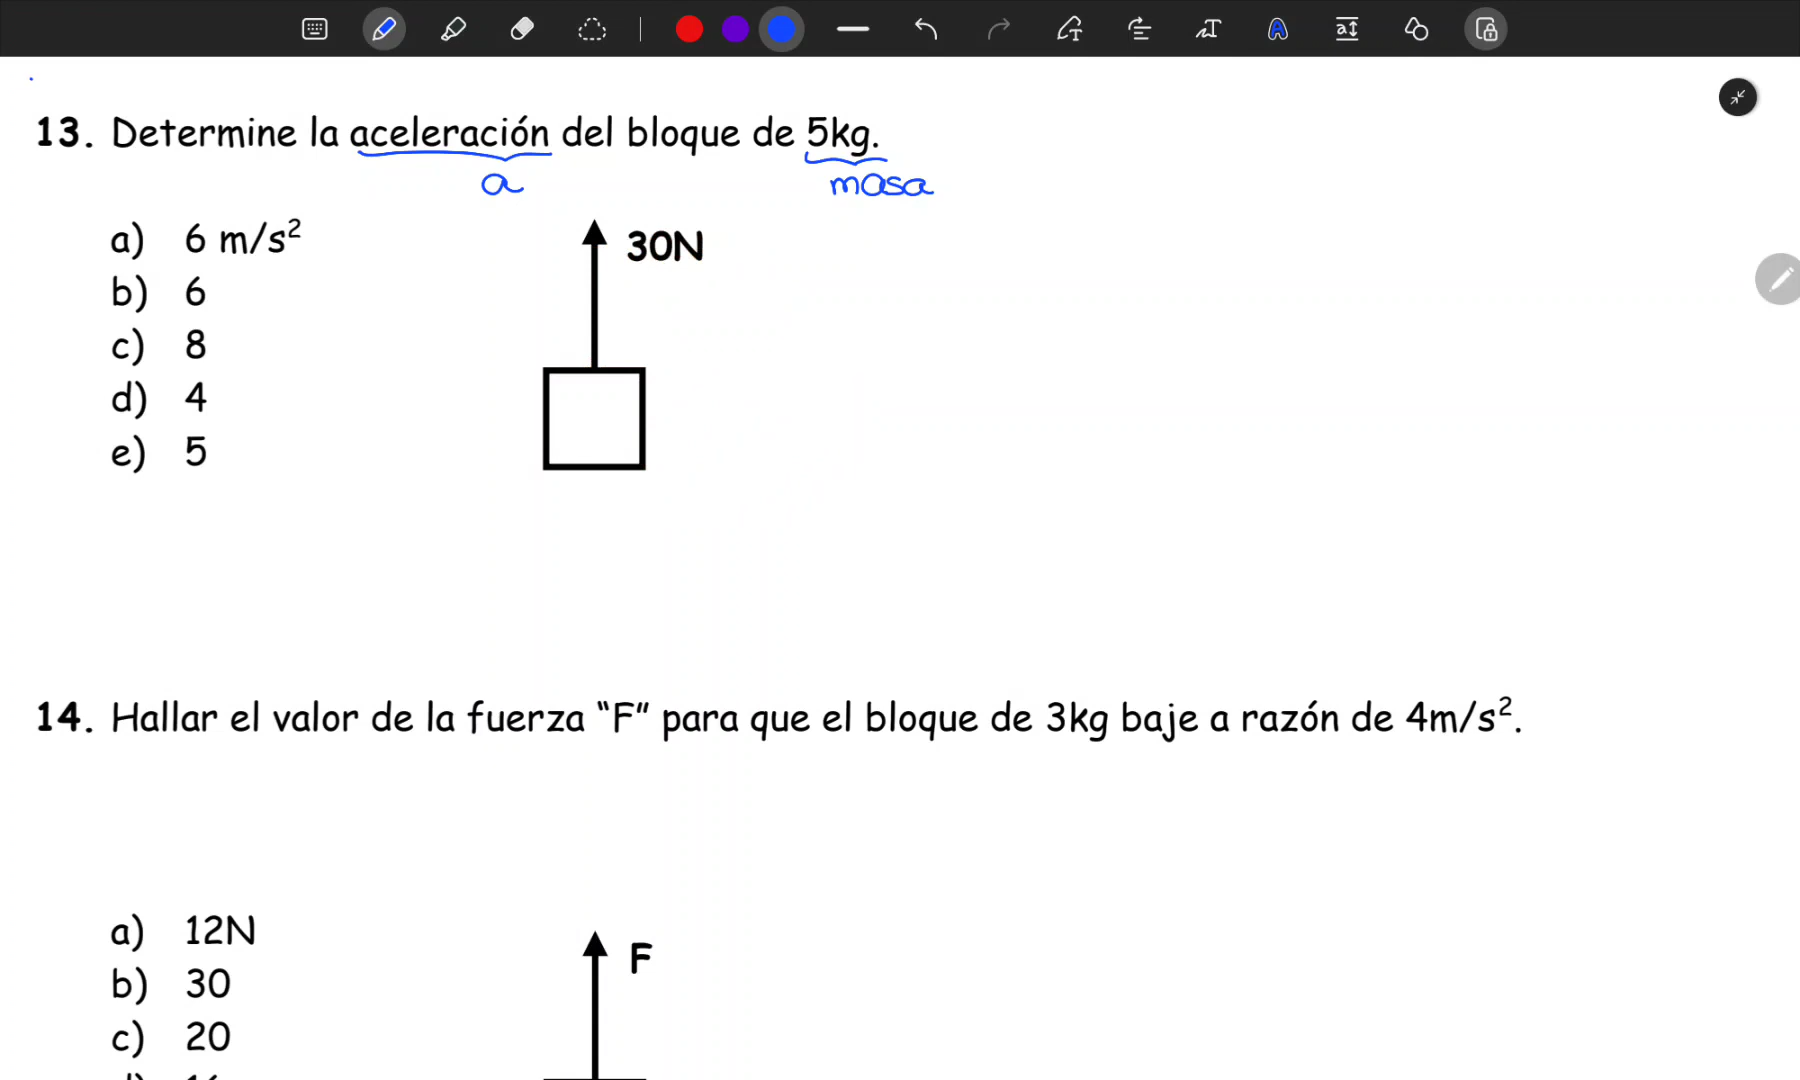 13. Determine la aceleración del bloque de 5kg.
a masa
a) 6 m/s²
30N
b) 6
c) 8
d) 4
e) 5
14. Hallar el valor de la fuerza “F” para que el bloque de 3kg baje a razón de 4m/s².
a) 12N
F
b) 30
c) 20